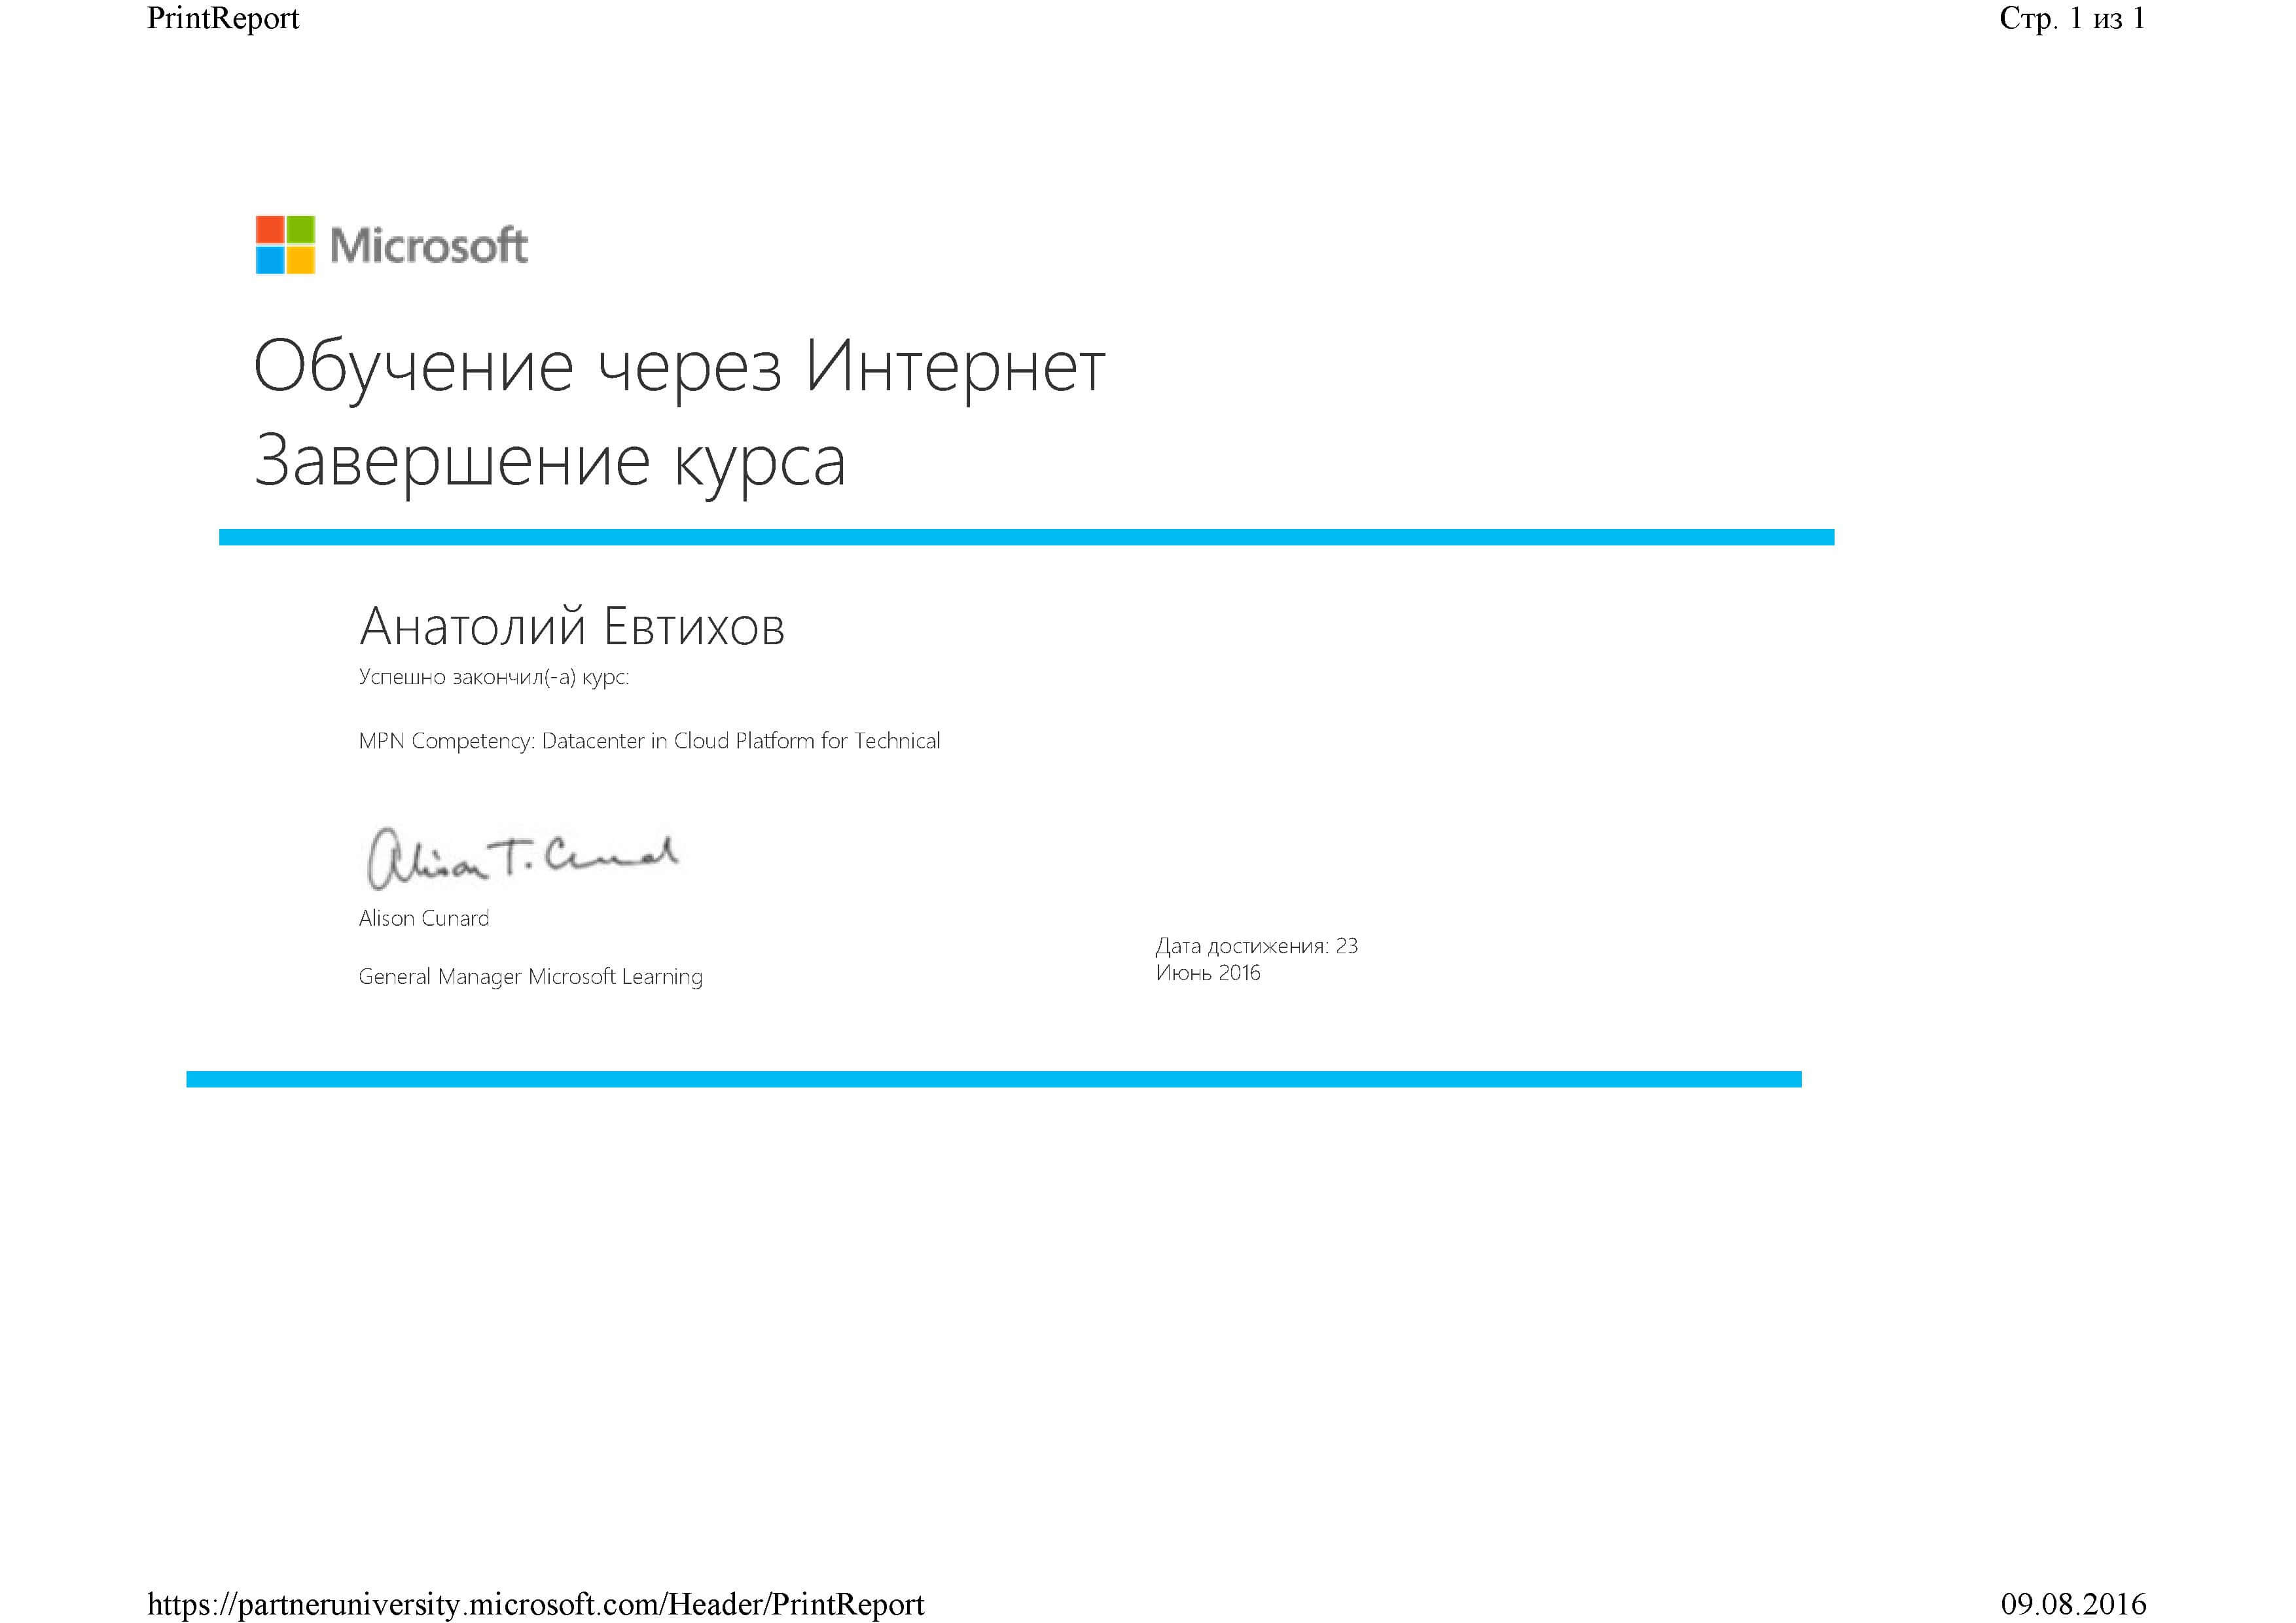 PrintReport
Стр. 1 из 1
Microsoft
Обучение через Интернет
Завершение курса
Анатолий Евтихов
Успешно закончил(-а) курс:
MPN Competency: Datacenter in Cloud Platform for Technical
Alison T. Cunard
Alison Cunard
General Manager Microsoft Learning
Дата достижения: 23
Июнь 2016
https://partneruniversity.microsoft.com/Header/PrintReport
09.08.2016